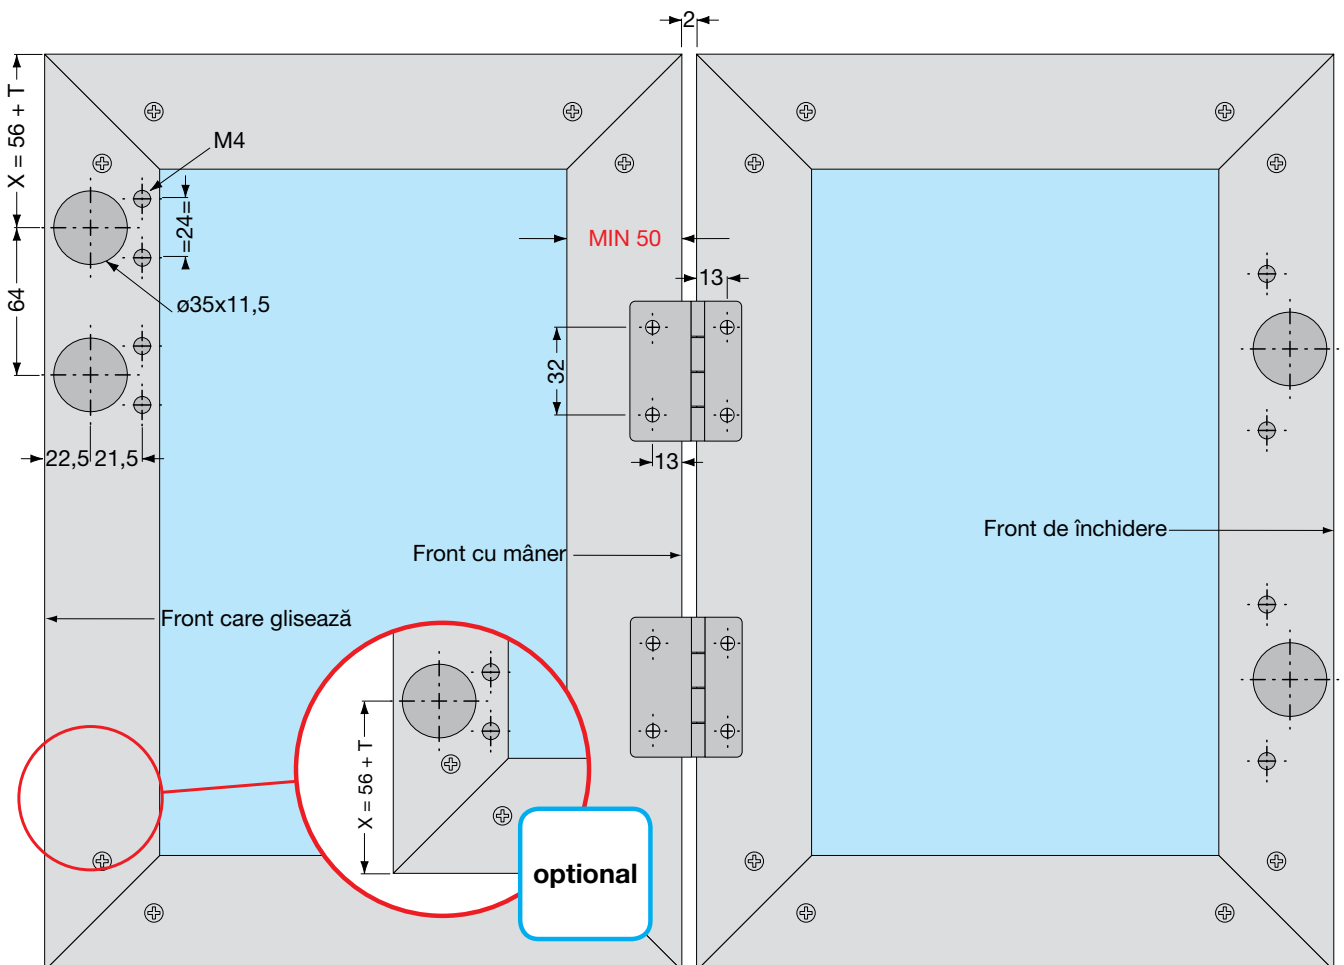 2
X = 56 + T
M4
=24=
MIN 50
13
64
ø35x11,5
32
22,5
21,5
13
Front de închidere
Front cu mâner
Front care glisează
X = 56 + T
optional